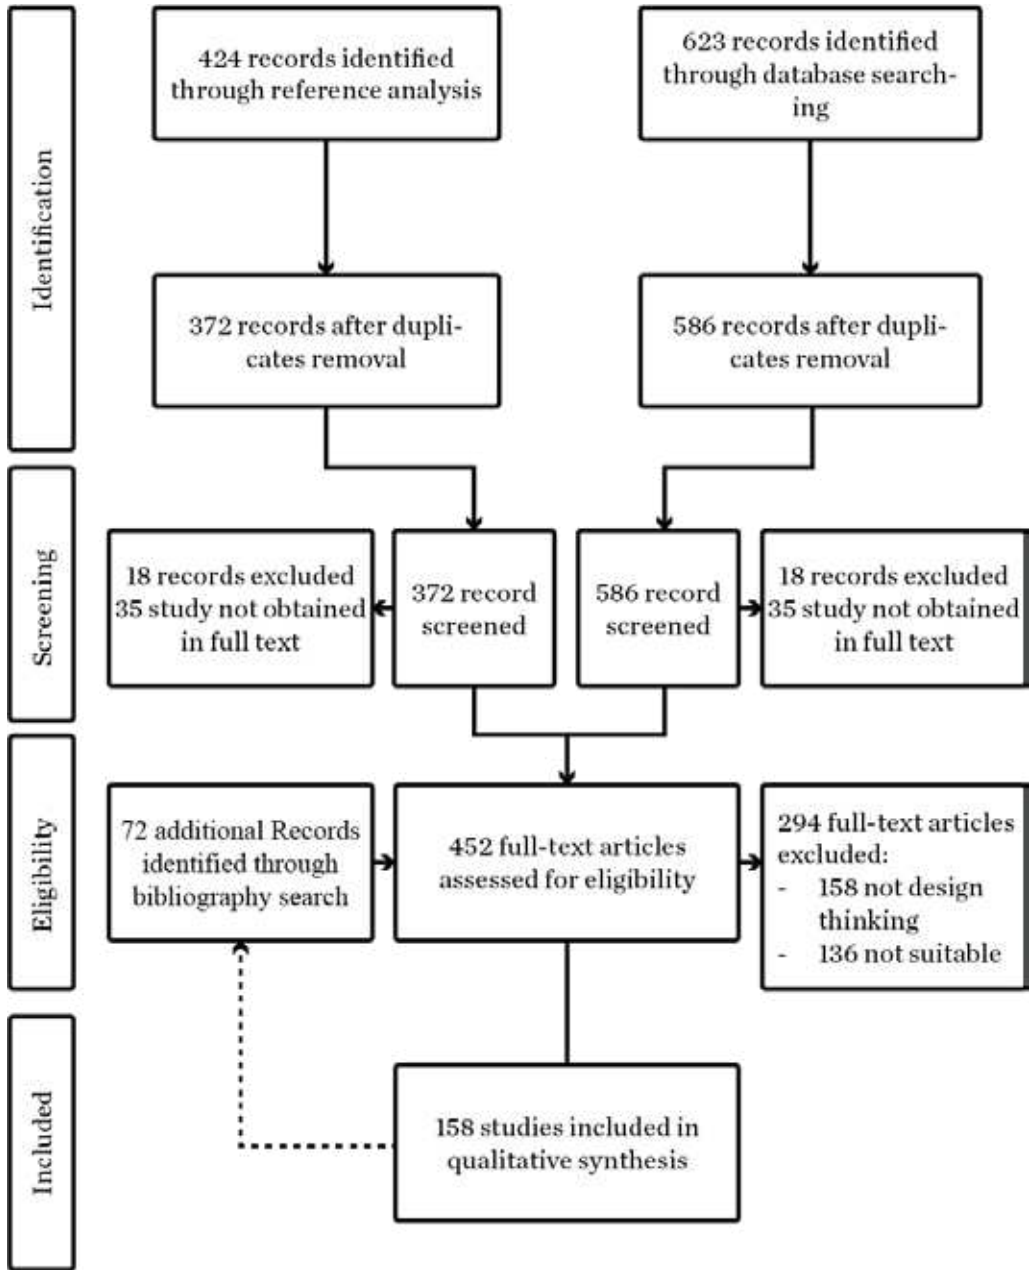 Identification
424 records identified
through reference analysis
623 records identified
through database search-
ing
372 records after dupli-
cates removal
586 records after dupli-
cates removal
Screening
18 records excluded
35 study not obtained
in full text
372 record
screened
586 record
screened
18 records excluded
35 study not obtained
in full text
Eligibility
72 additional Records
identified through
bibliography search
452 full-text articles
assessed for eligibility
294 full-text articles
excluded:
- 158 not design
thinking
- 136 not suitable
Included
158 studies included in
qualitative synthesis